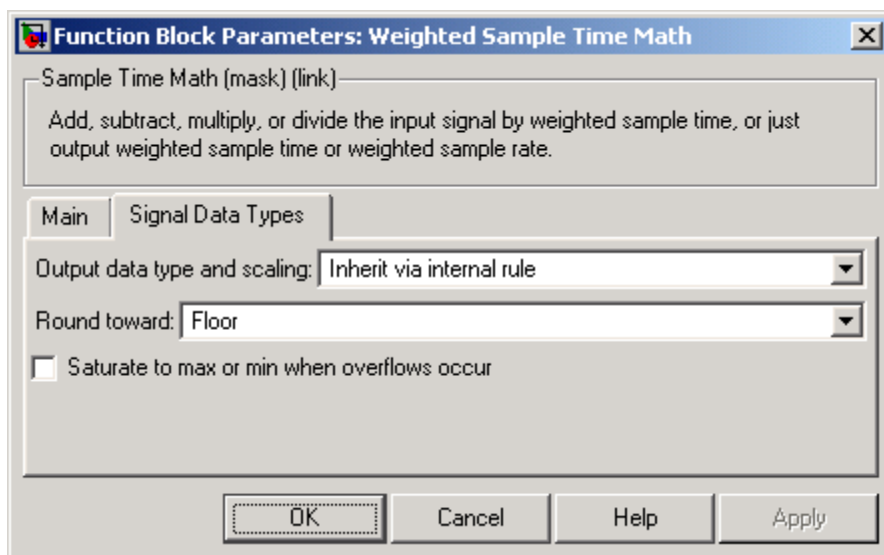 Function Block Parameters: Weighted Sample Time Math
Sample Time Math (mask) (link)
Add, subtract, multiply, or divide the input signal by weighted sample time, or just
output weighted sample time or weighted sample rate.
Main Signal Data Types
Output data type and scaling: Inherit via internal rule
Round toward: Floor
Saturate to max or min when overflows occur
OK Cancel Help Apply